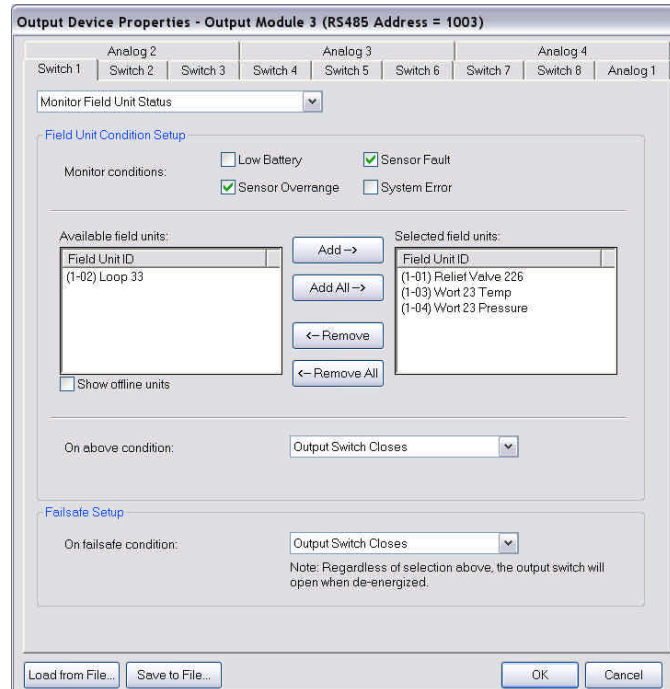 Output Device Properties - Output Module 3 (RS485 Address = 1003)
Analog 2 Analog 3 Analog 4
Switch 1 Switch 2 Switch 3 Switch 4 Switch 5 Switch 6 Switch 7 Switch 8 Analog 1
Monitor Field Unit Status
Field Unit Condition Setup
Monitor conditions:
Low Battery Sensor Fault
Sensor Overrange System Error
Available field units:
Field Unit ID
(1-02) Loop 33
Show offline units
Add -->
Add All -->
<-- Remove
<-- Remove All
Selected field units:
Field Unit ID
(1-01) Relief Valve 226
(1-03) Wort 23 Temp
(1-04) Wort 23 Pressure
On above condition:
Output Switch Closes
Failsafe Setup
On failsafe condition:
Output Switch Closes
Note: Regardless of selection above, the output switch will
open when de-energized.
Load from File... Save to File... OK Cancel